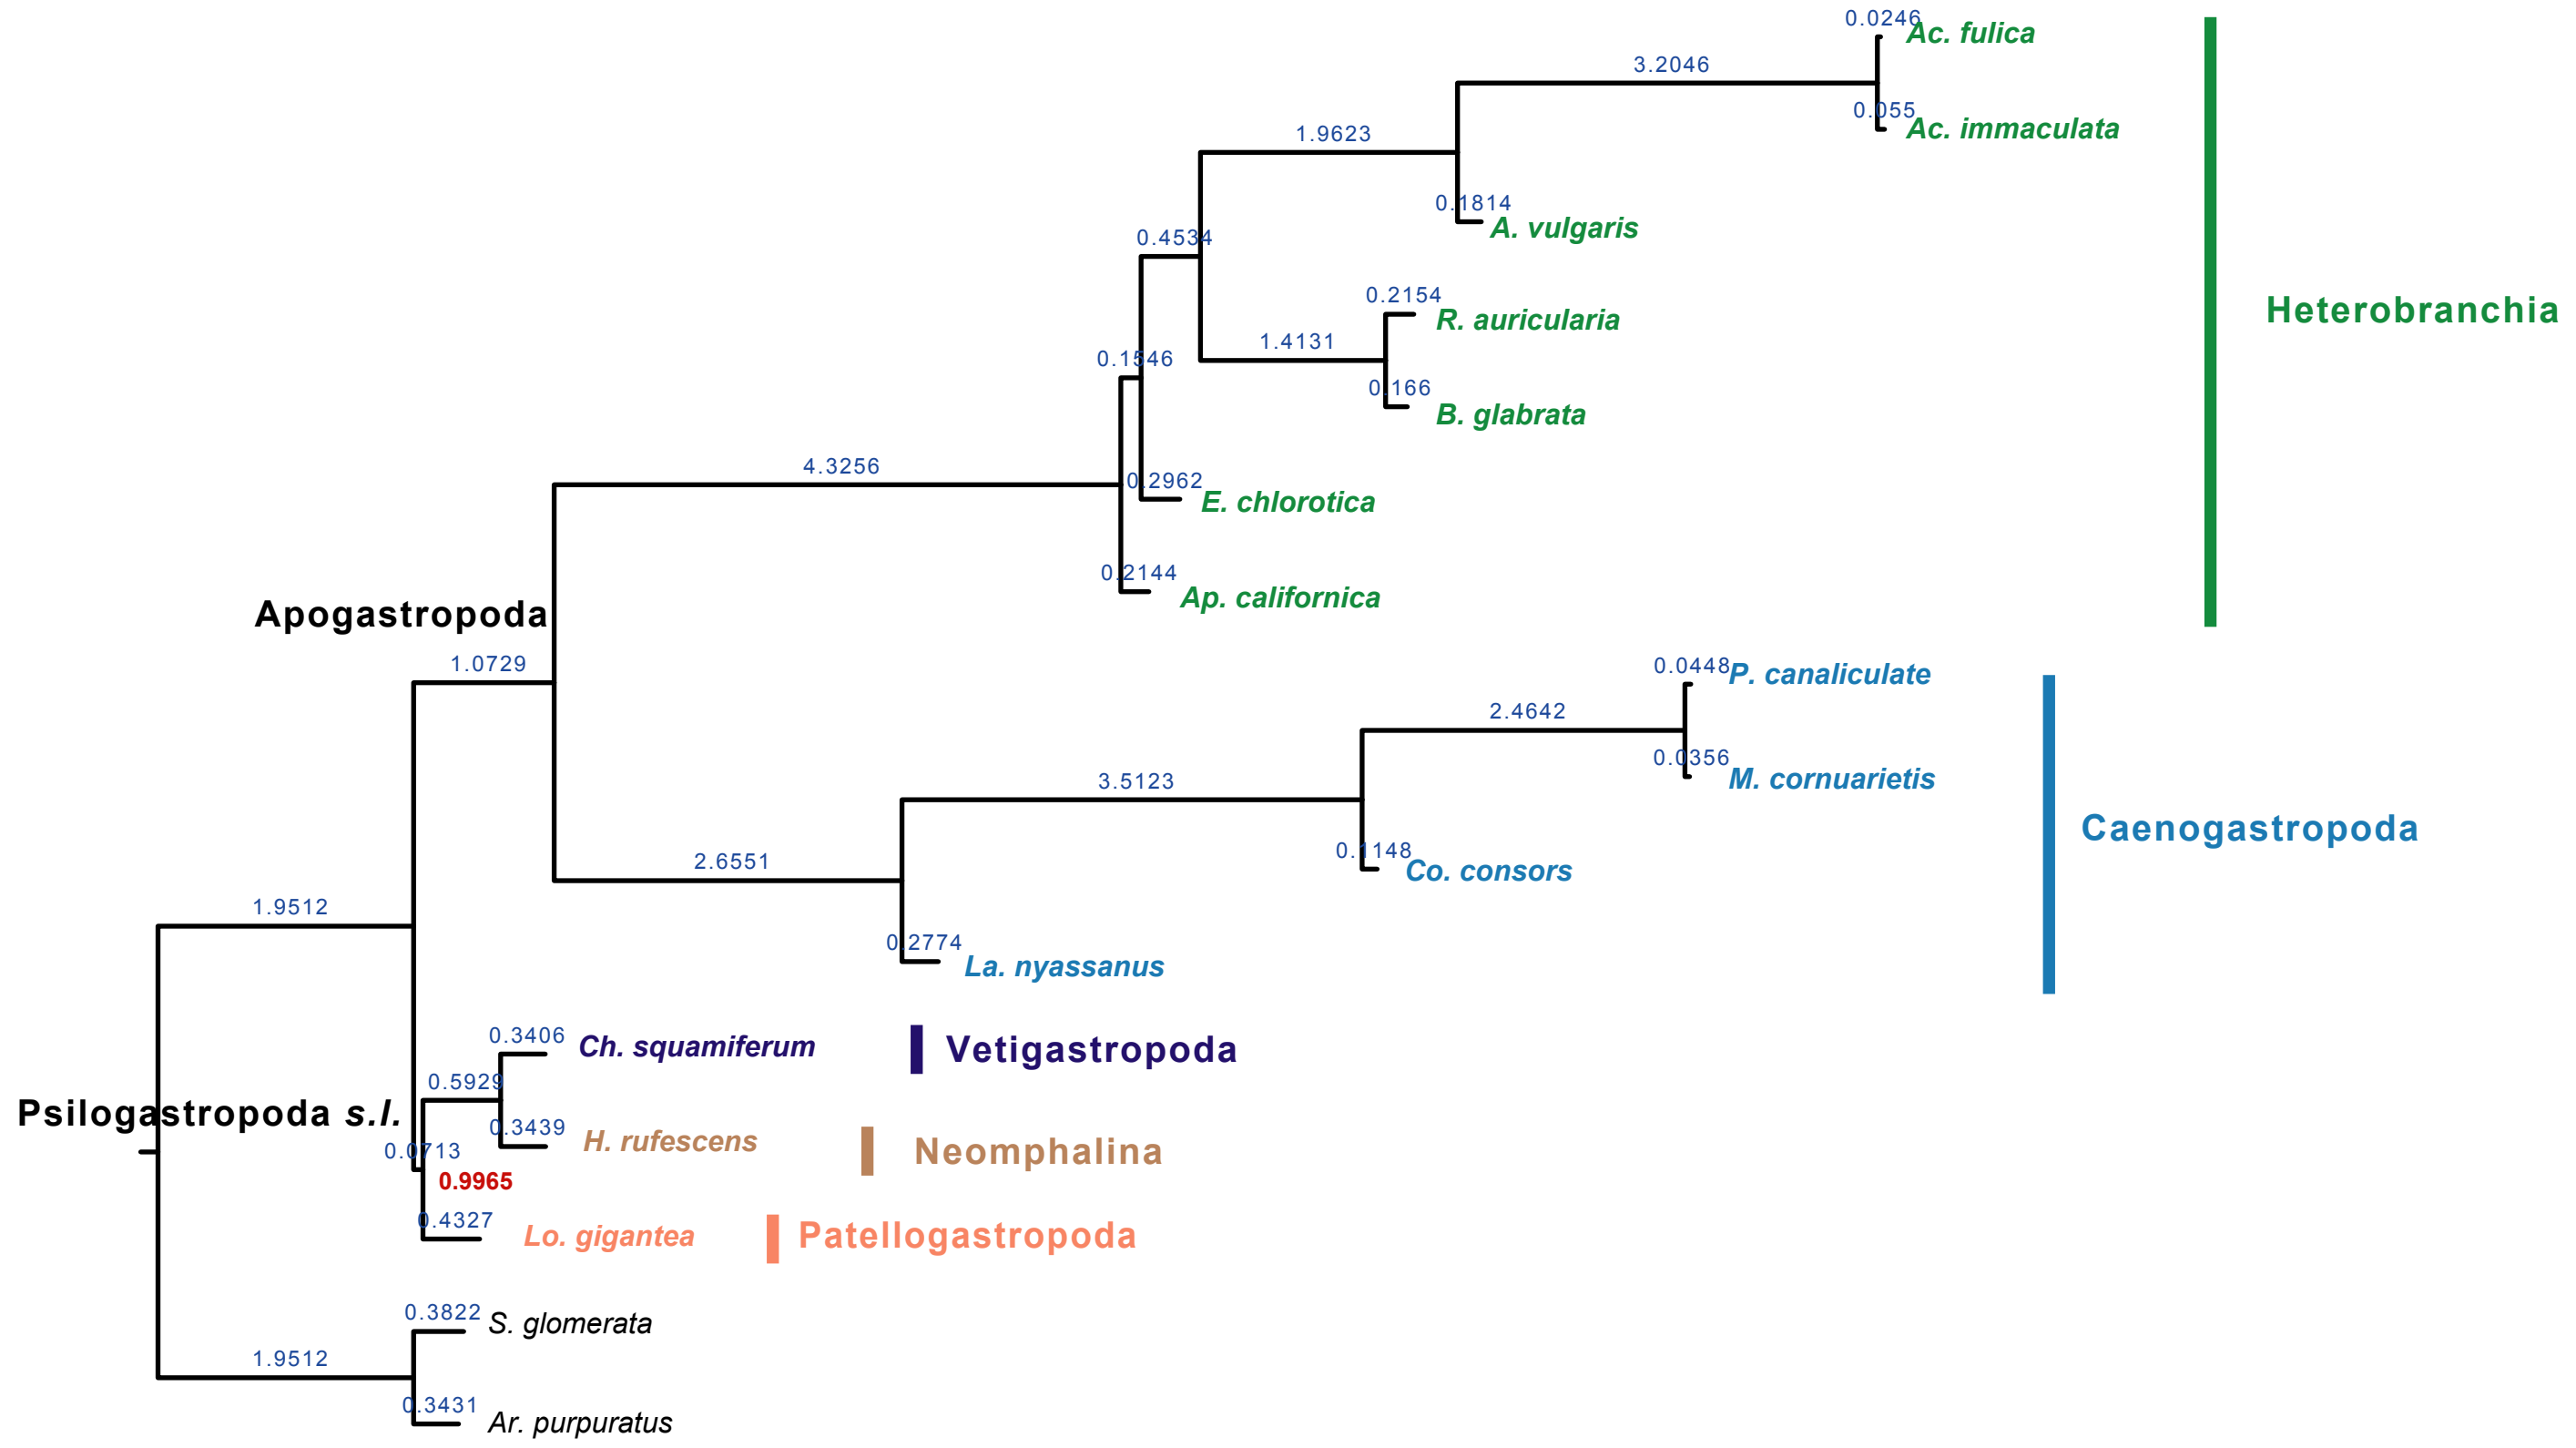 0.0246
Ac. fulica
3.2046
0.055
Ac. immaculata
1.9623
0.1814
A. vulgaris
0.4534
0.2154
R. auricularia
Heterobranchia
1.4131
0.1546
0.166
B. glabrata
4.3256
0.2962
E. chlorotica
0.2144
Ap. californica
Apogastropoda
1.0729
0.0448
P. canaliculate
2.4642
0.0356
M. cornuarietis
3.5123
Caenogastropoda
0.1148
Co. consors
2.6551
1.9512
0.2774
La. nyassanus
0.3406
Ch. squamiferum
Vetigastropoda
0.5929
Psilogastropoda s.l.
0.3439
H. rufescens
Neomphalina
0.0713
0.9965
0.4327
Lo. gigantea
Patellogastropoda
0.3822
S. glomerata
1.9512
0.3431
Ar. purpuratus